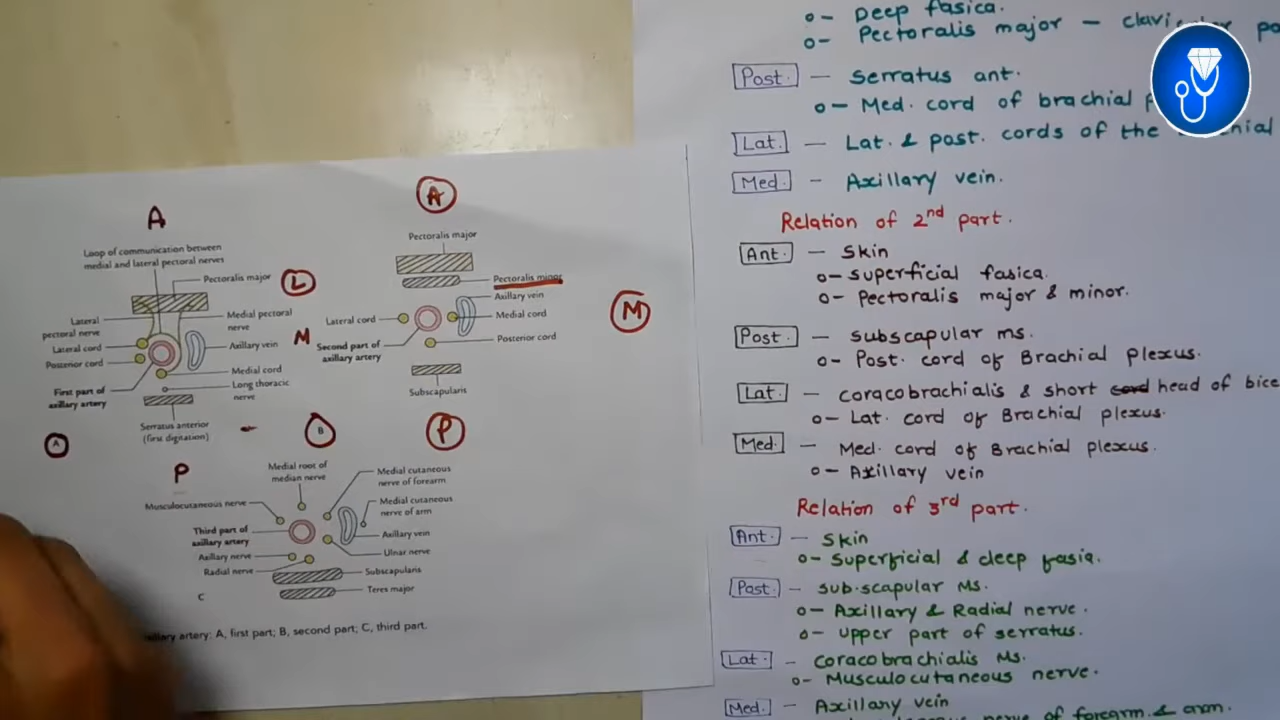 A
Loop of communication between
medial and lateral pectoral nerves
Pectoralis major
L
Lateral
pectoral nerve
Medial pectoral
nerve
M
Lateral cord
Axillary vein
Posterior cord
Medial cord
First part of
axillary artery
Long thoracic
nerve
Serratus anterior
(first digitation)
A
P
A
Pectoralis major
Pectoralis minor
Axillary vein
M
Lateral cord
Medial cord
Second part of
axillary artery
Posterior cord
Subscapularis
B
P
Medial root of
median nerve
Medial cutaneous
nerve of forearm
Musculocutaneous nerve
Medial cutaneous
nerve of arm
Third part of
axillary artery
Axillary vein
Axillary nerve
Ulnar nerve
Radial nerve
Subscapularis
Teres major
C
artery: A, first part; B, second part; C, third part.
Deep fasica.
Pectoralis major -
Post. - Serratus ant.
Med. cord of brachial
Lat. - Lat. & post. cords of the
Med. - Axillary vein.
Relation of 2nd part.
Ant. - Skin
superficial fasica.
Pectoralis major & minor.
Post. - subscapular ms.
Post. cord of Brachial plexus.
Lat. - coracobrachialis & short head of
Lat. cord of Brachial plexus.
Med. - Med. cord of Brachial plexus.
Axillary vein
Relation of 3rd part.
Ant. - Skin
Superficial & deep fasia.
Post. - sub.scapular Ms.
Axillary & Radial nerve.
upper part of serratus.
Lat. - coracobrachialis Ms.
Musculocutaneous nerve.
Med. - Axillary vein
nerve of forearm & arm.